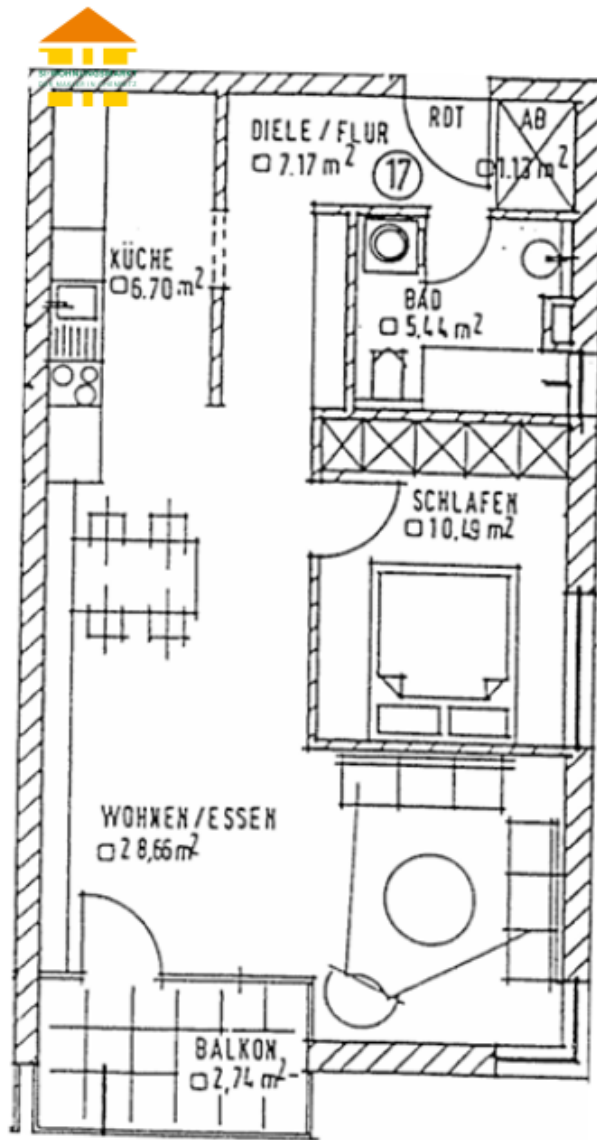 DIELE / FLUR
□ 7.17 m²
17
RDT
AB
□ 1.13 m²
KÜCHE
□ 6.70 m²
BAD
□ 5,44 m²
SCHLAFEN
□ 10,49 m²
WOHNEN/ESSEN
□ 28,66 m²
BALKON
□ 2,74 m²